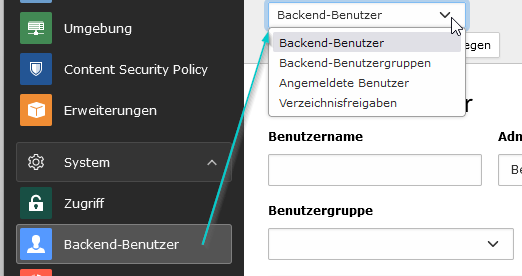 Umgebung
Content Security Policy
Erweiterungen
System
Zugriff
Backend-Benutzer
Backend-Benutzer
Backend-Benutzer
Backend-Benutzergruppen
Angemeldete Benutzer
Verzeichnisfreigaben
egen
r
Benutzername
Adm
Be
Benutzergruppe